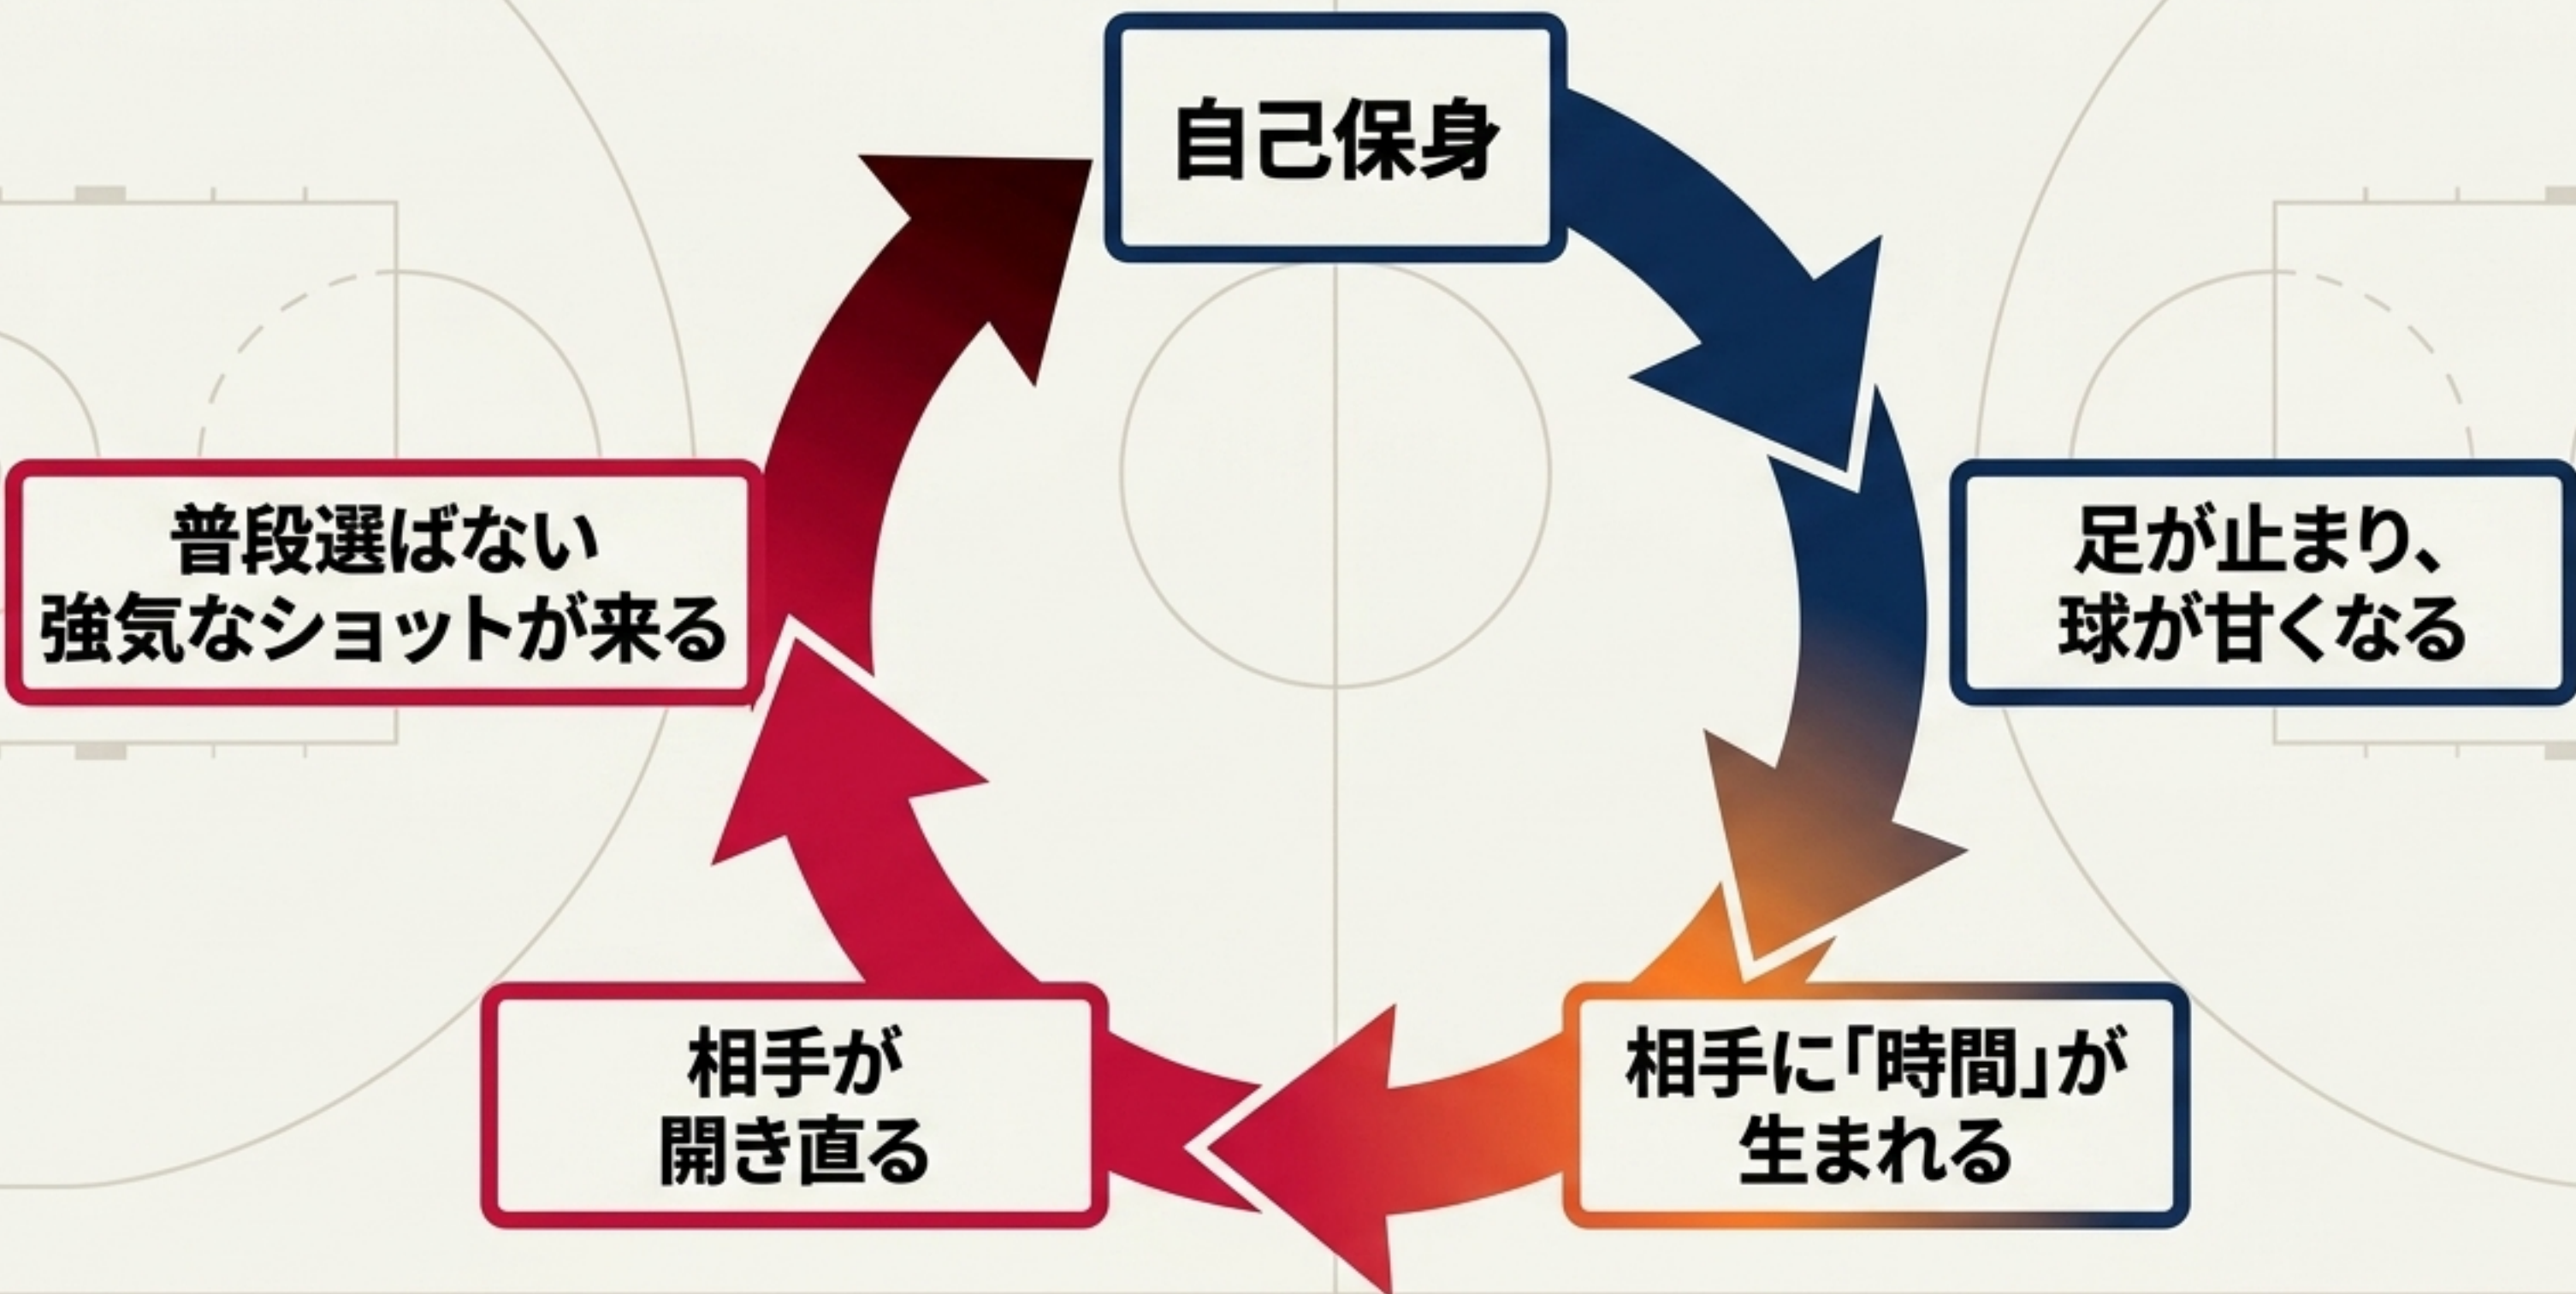 自己保身
足が止まり、
球が甘くなる
相手に「時間」が
生まれる
相手が
開き直る
普段選ばない
強気なショットが来る